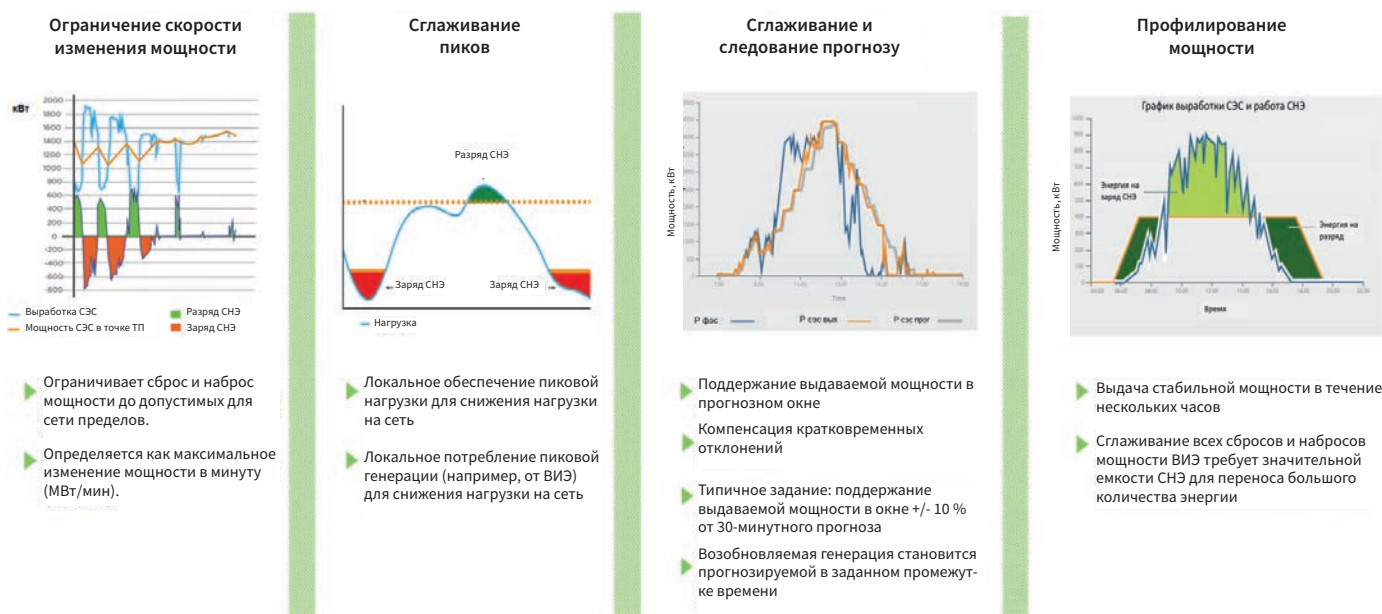 Ограничение скорости
изменения мощности
кВт
2000
1800
1600
1400
1200
1000
800
600
400
200
0
-200
-400
-600
-800
Выработка СЭС
Мощность СЭС в точке ТП
Разряд СНЭ
Заряд СНЭ
Ограничивает сброс и наброс
мощности до допустимых для
сети пределов.
Определяется как максимальное
изменение мощности в минуту
(МВт/мин).
Сглаживание
пиков
Разряд СНЭ
Заряд СНЭ
Заряд СНЭ
Нагрузка
Локальное обеспечение пиковой
нагрузки для снижения нагрузки
на сеть
Локальное потребление пиковой
генерации (например, от ВИЭ)
для снижения нагрузки на сеть
Сглаживание и
следование прогнозу
Мощность, кВт
Time
P фэс
P сэс вых
P сэс прог
Поддержание выдаваемой мощности в
прогнозном окне
Компенсация кратковременных
отклонений
Типичное задание: поддержание
выдаваемой мощности в окне +/- 10 %
от 30-минутного прогноза
Возобновляемая генерация становится
прогнозируемой в заданном промежут-
ке времени
Профилирование
мощности
График выработки СЭС и работа СНЭ
Мощность, кВт
Энергия на
заряд СНЭ
Энергия на
разряд
Время
Выдача стабильной мощности в течение
нескольких часов
Сглаживание всех сбросов и набросов
мощности ВИЭ требует значительной
емкости СНЭ для переноса большого
количества энергии